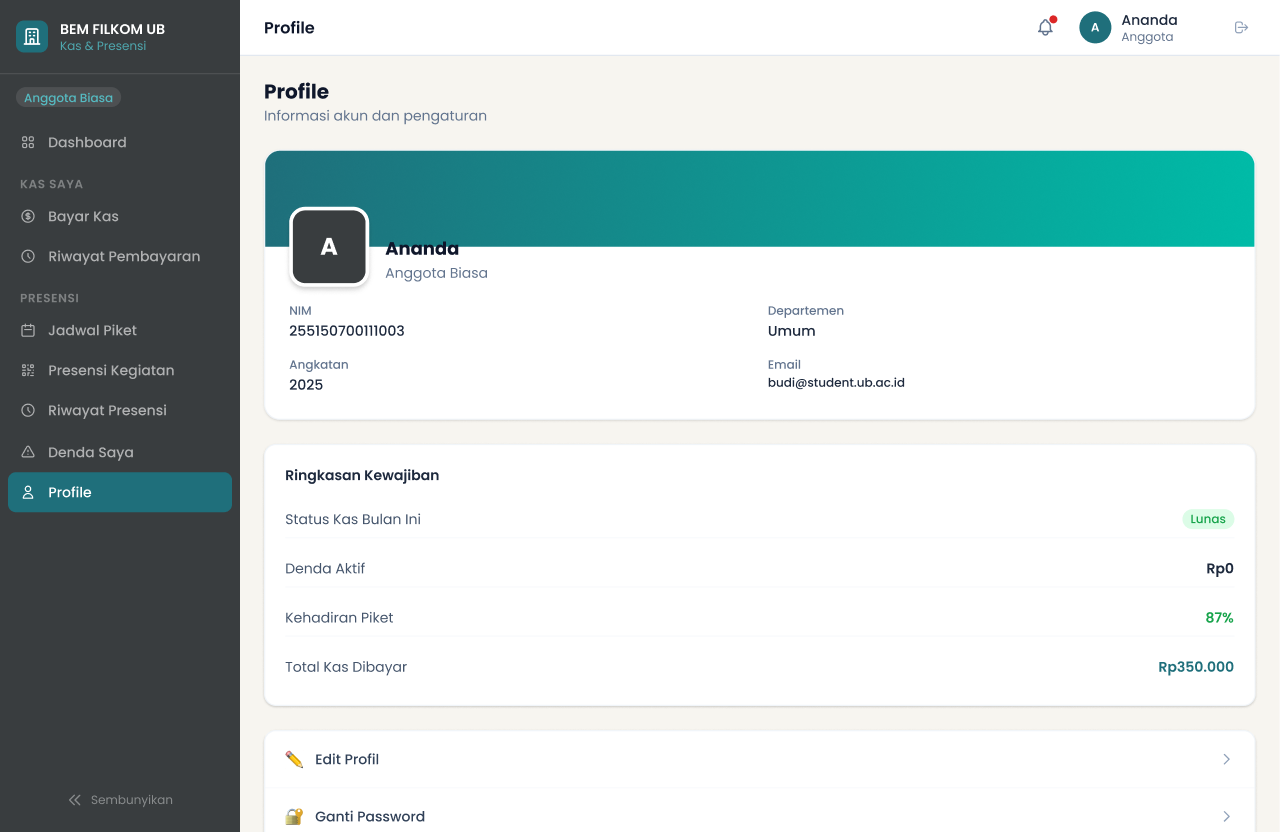 BEM FILKOM UB
Kas & Presensi
Anggota Biasa
Dashboard
KAS SAYA
Bayar Kas
Riwayat Pembayaran
PRESENSI
Jadwal Piket
Presensi Kegiatan
Riwayat Presensi
Denda Saya
Profile
Sembunyikan
Profile
A
Ananda
Anggota
Profile
Informasi akun dan pengaturan
A
Ananda
Anggota Biasa
NIM
255150700111003
Departemen
Umum
Angkatan
2025
Email
budi@student.ub.ac.id
Ringkasan Kewajiban
Status Kas Bulan Ini Lunas
Denda Aktif Rp0
Kehadiran Piket 87%
Total Kas Dibayar Rp350.000
Edit Profil
Ganti Password